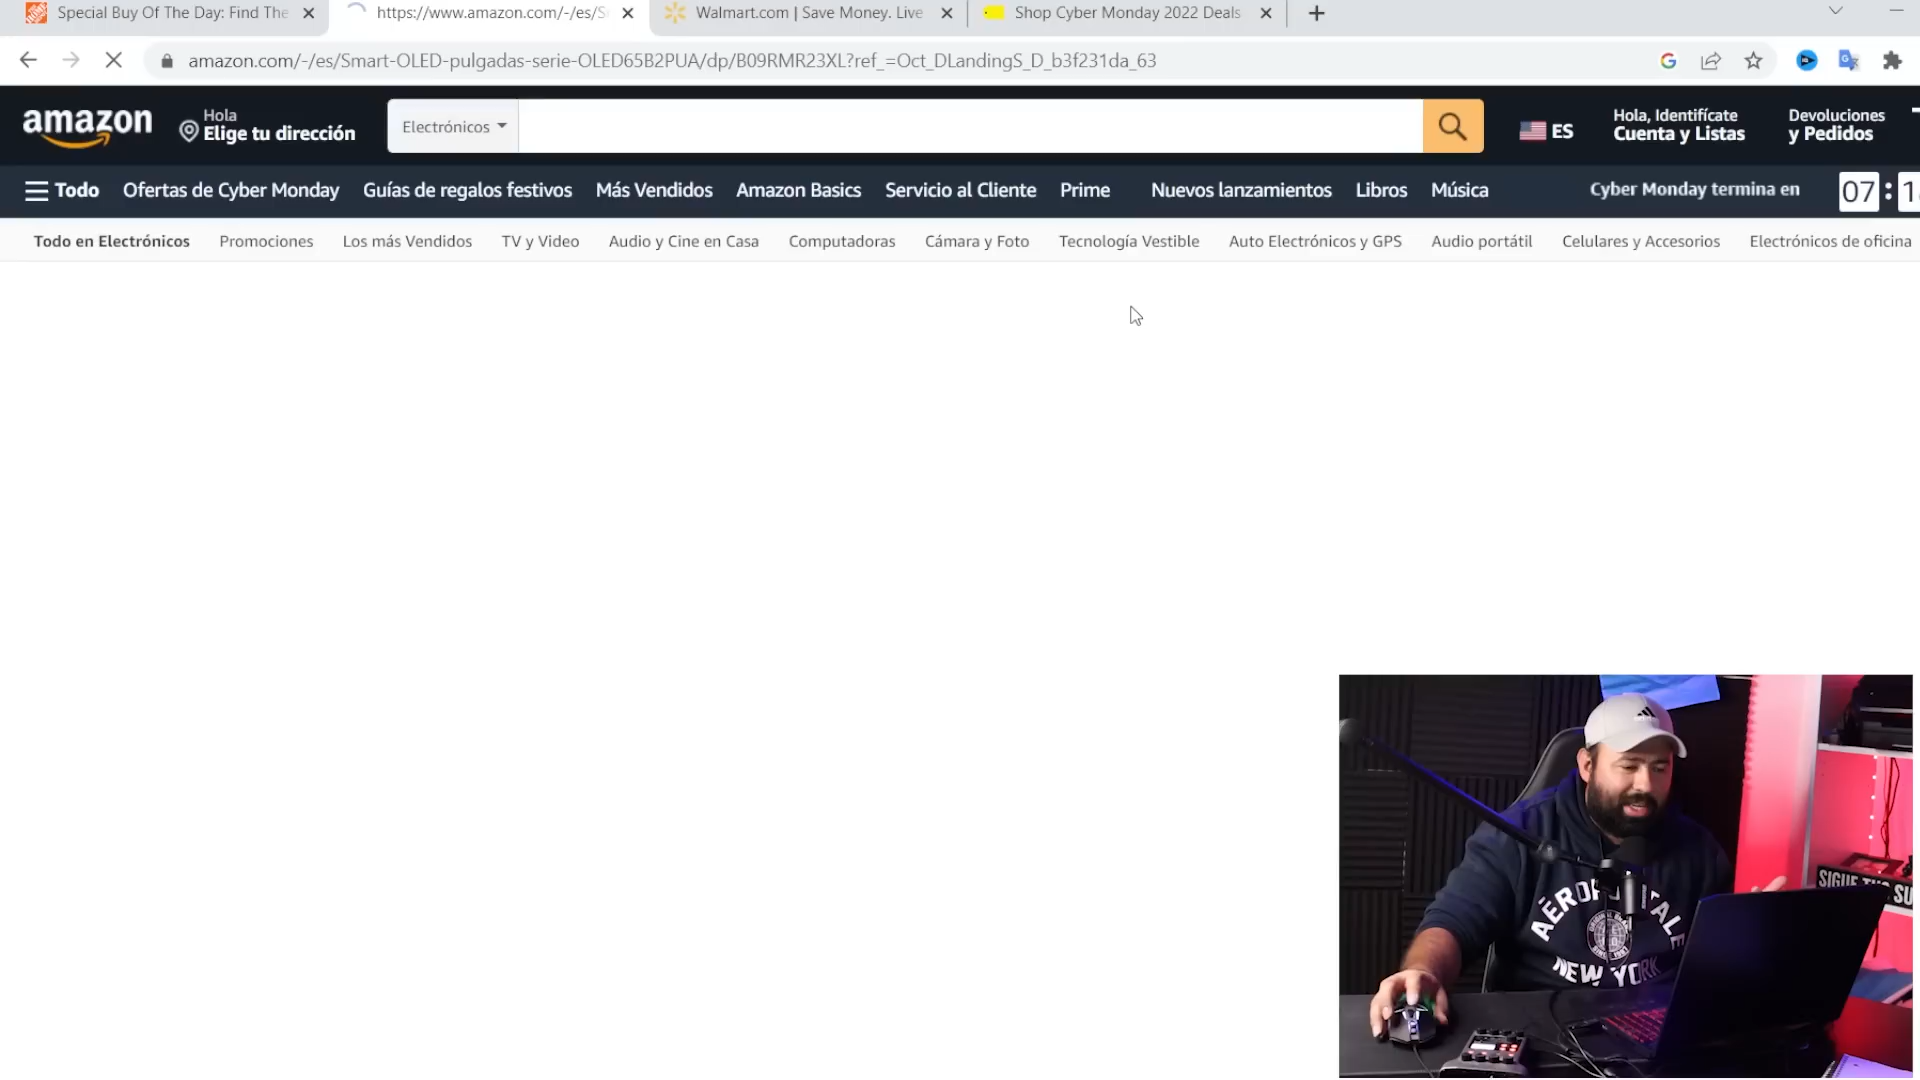 Special Buy Of The Day: Find The
https://www.amazon.com/-/es/S
Walmart.com | Save Money. Live
Shop Cyber Monday 2022 Deals
amazon.com/-/es/Smart-OLED-pulgadas-serie-OLED65B2PUA/dp/B09RMR23XL?ref_=Oct_DLandingS_D_b3f231da_63
amazon
Hola
Elige tu dirección
Electrónicos
ES
Hola, Identifícate
Cuenta y Listas
Devoluciones
y Pedidos
Todo
Ofertas de Cyber Monday
Guías de regalos festivos
Más Vendidos
Amazon Basics
Servicio al Cliente
Prime
Nuevos lanzamientos
Libros
Música
Cyber Monday termina en
07 : 1
Todo en Electrónicos
Promociones
Los más Vendidos
TV y Video
Audio y Cine en Casa
Computadoras
Cámara y Foto
Tecnología Vestible
Auto Electrónicos y GPS
Audio portátil
Celulares y Accesorios
Electrónicos de oficina
AÉROPOSTALE
NEW YORK
SIGUE TUS SU